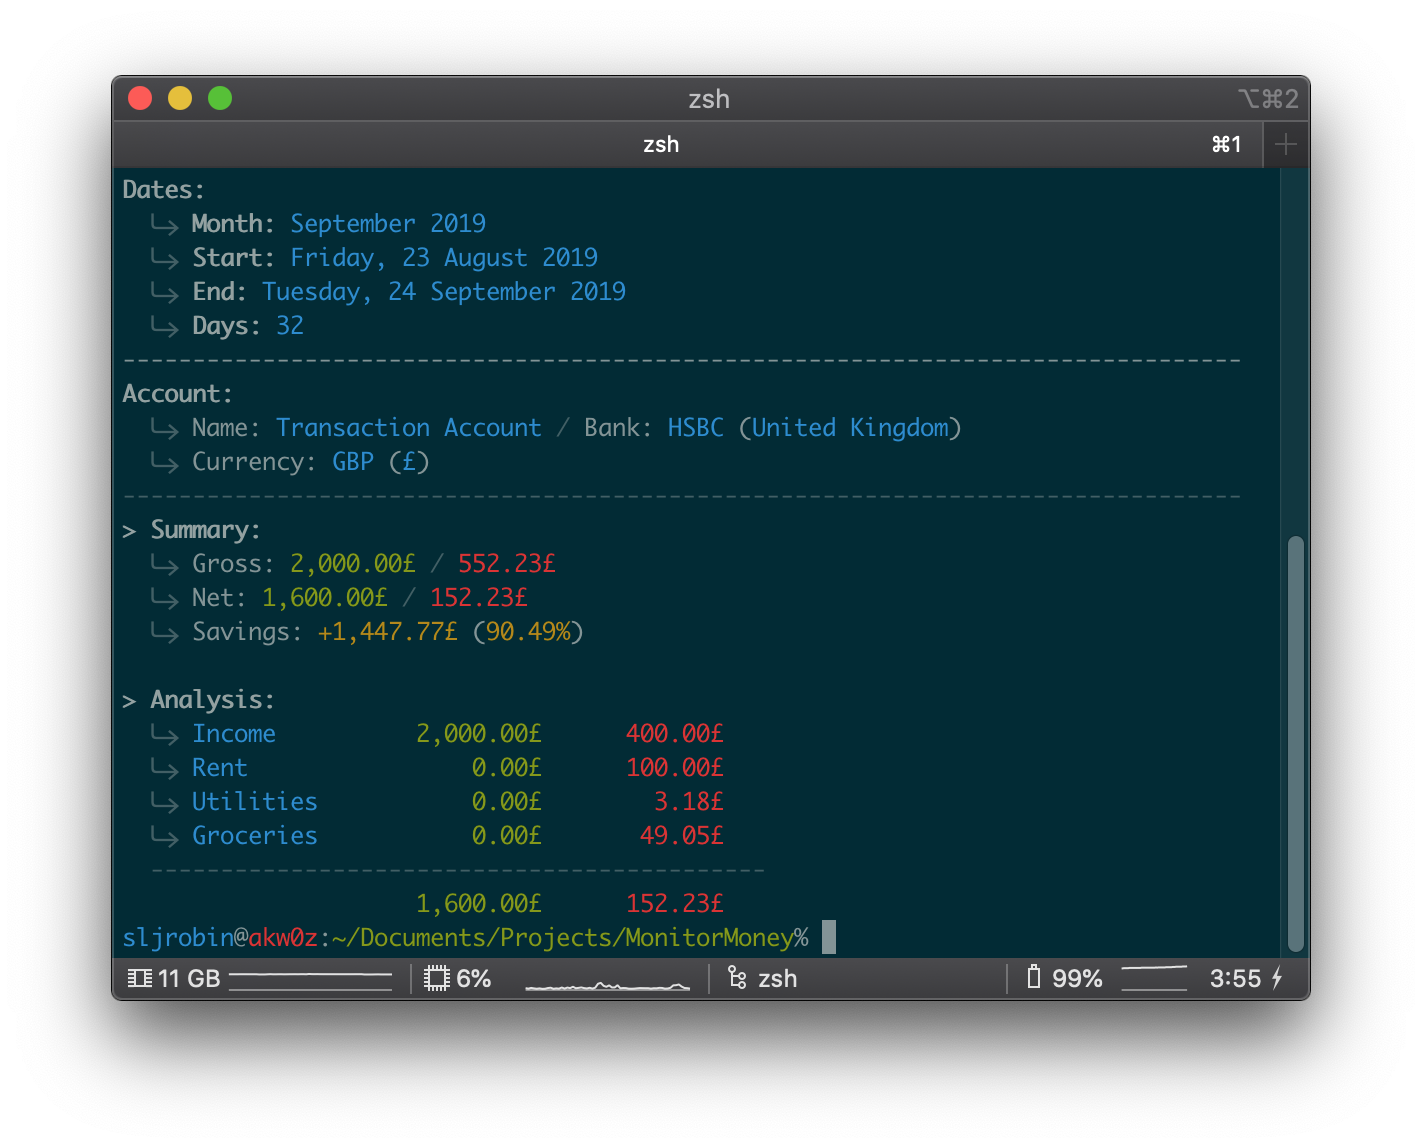 zsh ⌥⌘2
zsh ⌘1 +
Dates:
↳ Month: September 2019
↳ Start: Friday, 23 August 2019
↳ End: Tuesday, 24 September 2019
↳ Days: 32
--------------------------------------------------------------------------------
Account:
↳ Name: Transaction Account / Bank: HSBC (United Kingdom)
↳ Currency: GBP (£)
--------------------------------------------------------------------------------
> Summary:
↳ Gross: 2,000.00£ / 552.23£
↳ Net: 1,600.00£ / 152.23£
↳ Savings: +1,447.77£ (90.49%)
> Analysis:
↳ Income 2,000.00£ 400.00£
↳ Rent 0.00£ 100.00£
↳ Utilities 0.00£ 3.18£
↳ Groceries 0.00£ 49.05£
--------------------------------------------
1,600.00£ 152.23£
sljrobin@akw0z:~/Documents/Projects/MonitorMoney%
11 GB 6% zsh 99% 3:55